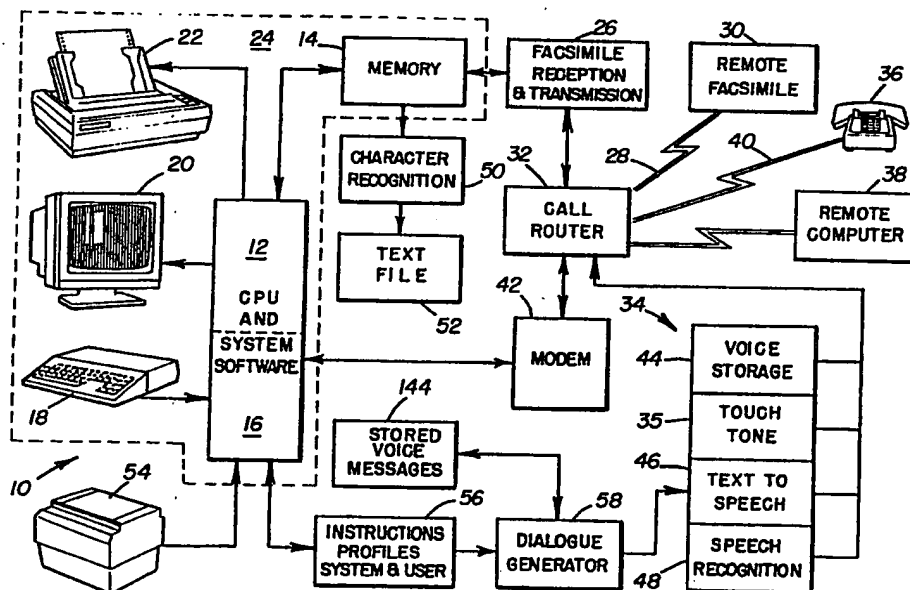 22
24
14
MEMORY
26
FACSIMILE
RECEPTION
& TRANSMISSION
30
REMOTE
FACSIMILE
36
20
CHARACTER
RECOGNITION
50
32
28
40
38
CALL
ROUTER
REMOTE
COMPUTER
12
CPU AND
SYSTEM
SOFTWARE
16
TEXT
FILE
52
42
MODEM
34
18
144
STORED
VOICE
MESSAGES
44
VOICE
STORAGE
35
TOUCH
TONE
46
TEXT TO
SPEECH
48
SPEECH
RECOGNITION
10
54
56
INSTRUCTIONS
PROFILES
SYSTEM & USER
58
DIALOGUE
GENERATOR